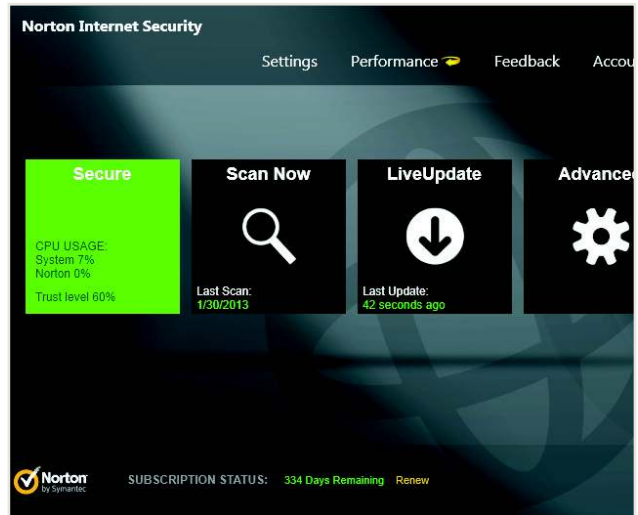 Norton Internet Security
Settings Performance Feedback Accou
Secure Scan Now LiveUpdate Advanced
CPU USAGE:
System 7%
Norton 0%
Trust level 60%
Last Scan:
1/30/2013
Last Update:
42 seconds ago
Norton
by Symantec
SUBSCRIPTION STATUS: 334 Days Remaining Renew